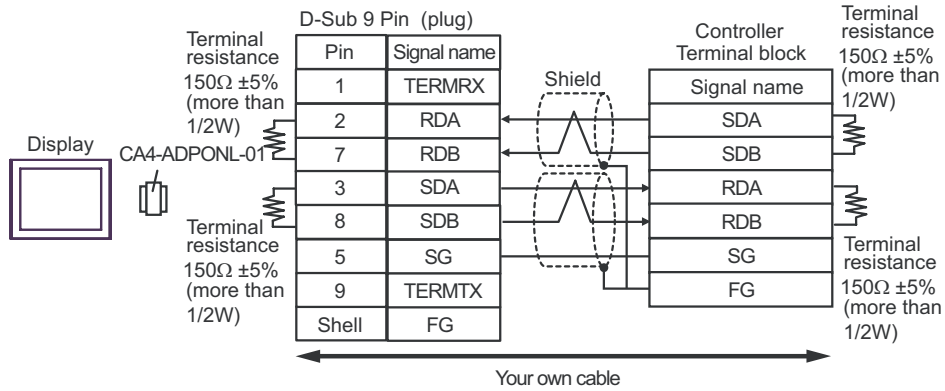 D-Sub 9 Pin (plug)
Terminal
resistance
150Ω ±5%
(more than
1/2W)
Controller
Terminal block
Terminal
resistance
150Ω ±5%
(more than
1/2W)
Pin Signal name
1 TERMRX
2 RDA
7 RDB
3 SDA
8 SDB
5 SG
9 TERMTX
Shell FG
Shield
Signal name
SDA
SDB
RDA
RDB
SG
FG
Display
CA4-ADPONL-01
Terminal
resistance
150Ω ±5%
(more than
1/2W)
Terminal
resistance
150Ω ±5%
(more than
1/2W)
Your own cable